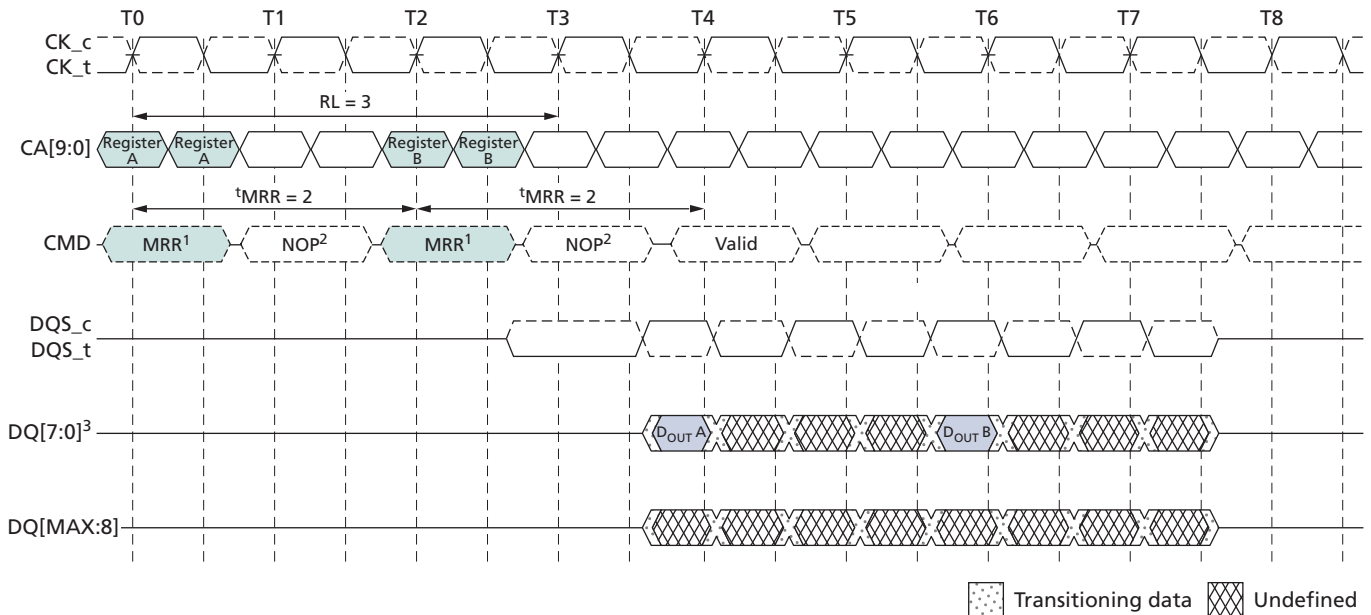 T0 T1 T2 T3 T4 T5 T6 T7 T8
CK_c
CK_t
RL = 3
CA[9:0] Register A Register A Register B Register B
tMRR = 2 tMRR = 2
CMD MRR1 NOP2 MRR1 NOP2 Valid
DQS_c
DQS_t
DQ[7:0]3 DOUT A DOUT B
DQ[MAX:8]
Transitioning data Undefined